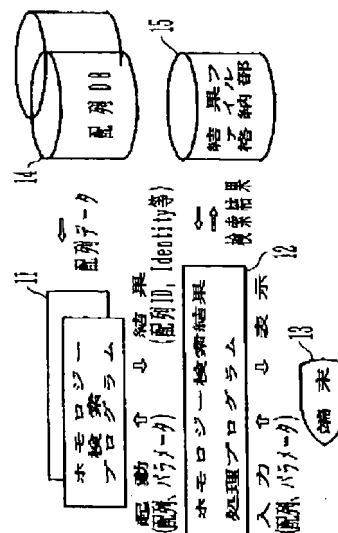 14
配列DB
15
結果フ
ァイル
格納部
配列データ
検索結果
11
ホモロジー
検索
プログラム
起動
(配列、パラメータ)
結果
(配列ID、Identity等)
ホモロジー検索結果
処理プログラム
12
入力
(配列、パラメータ)
表示
13
端末